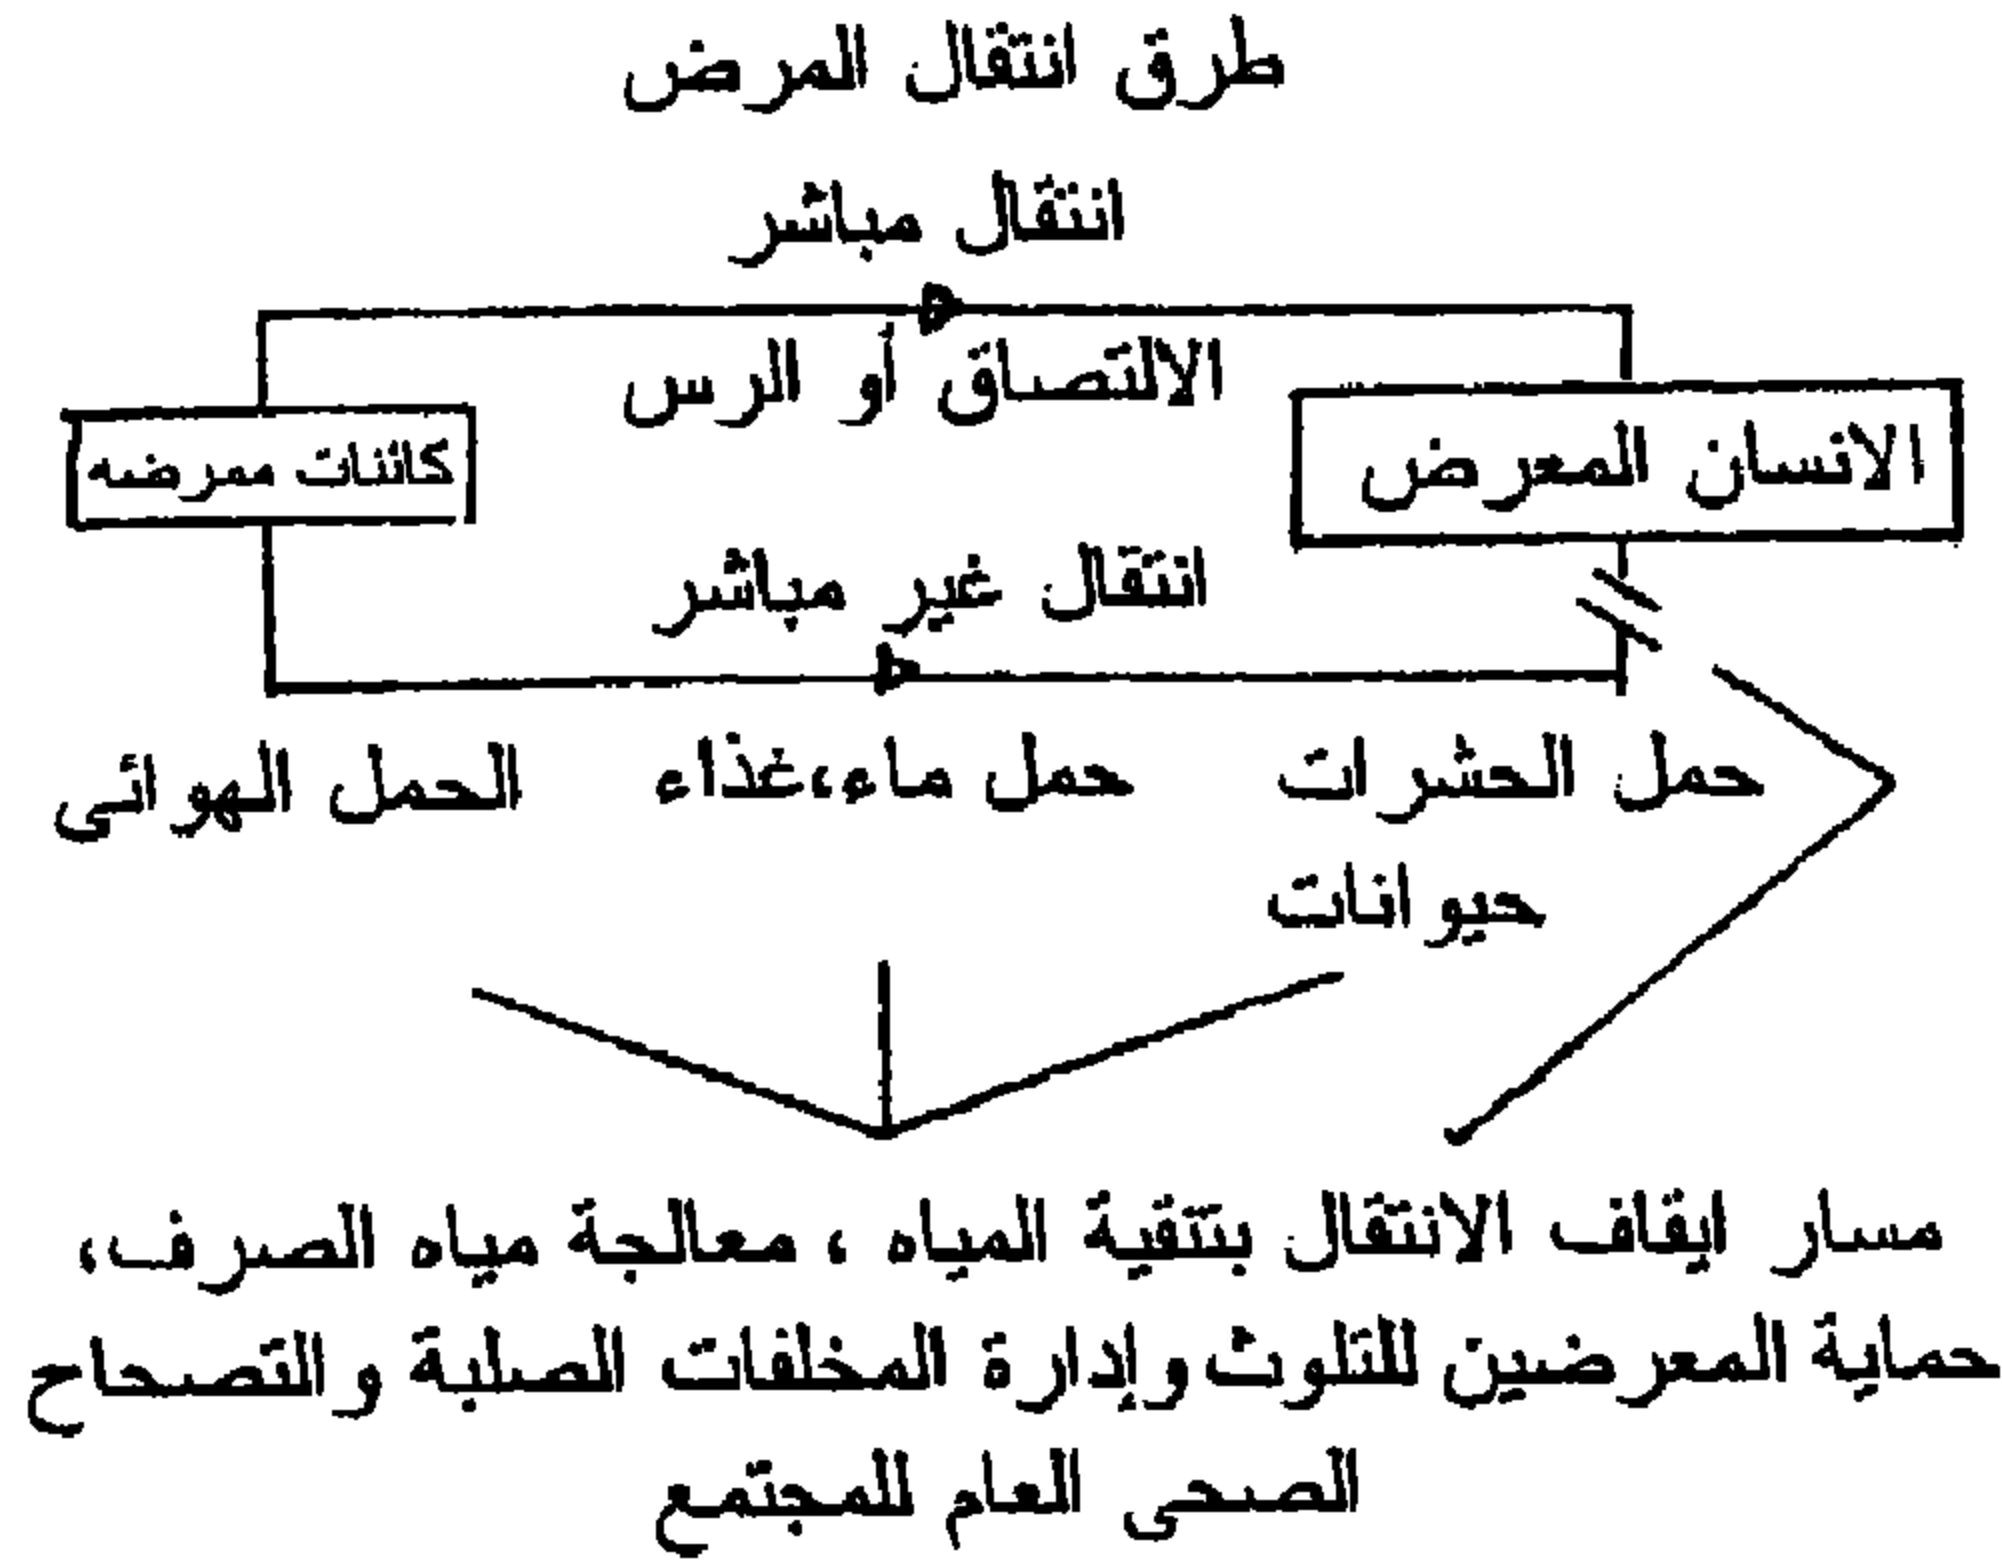 طرق انتقال المرض
انتقال مباشر
الالتصاق أو الرس
الانسان المعرض
كائنات ممرضه
انتقال غير مباشر
حمل الحشرات
حيوانات
حمل ماء،غذاء
الحمل الهوائى
مسار ايقاف الانتقال بتنقية المياه ، معالجة مياه الصرف،
حماية المعرضين للتلوث وإدارة المخلفات الصلبة والتصحاح
الصحى العام للمجتمع